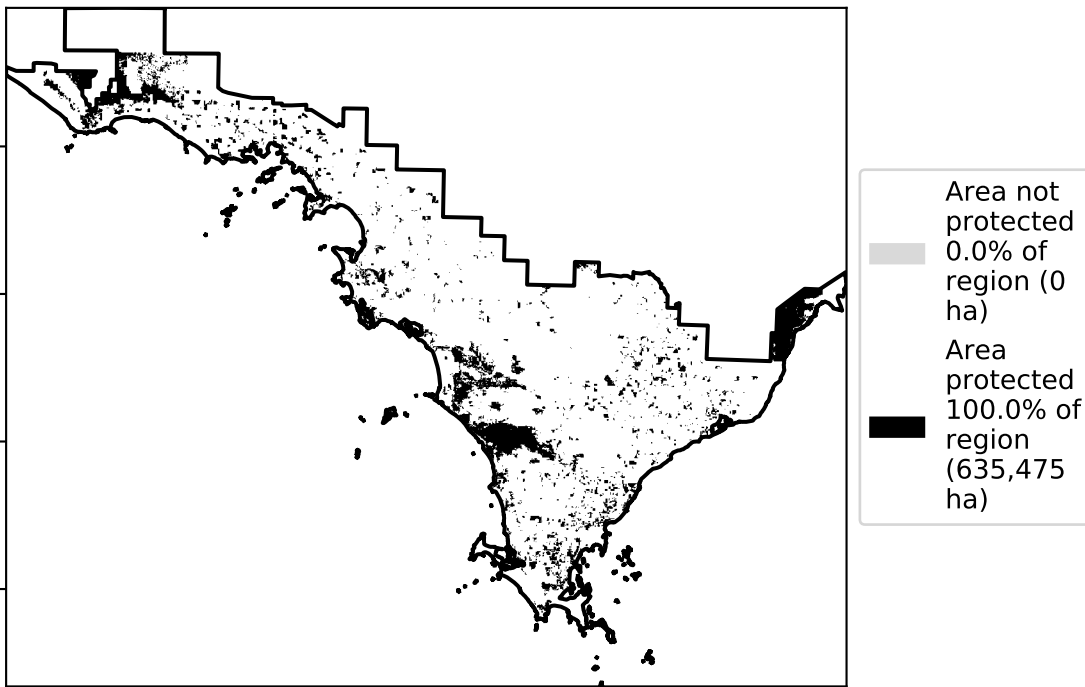 Area not
protected
0.0% of
region (0
ha)
Area
protected
100.0% of
region
(635,475
ha)